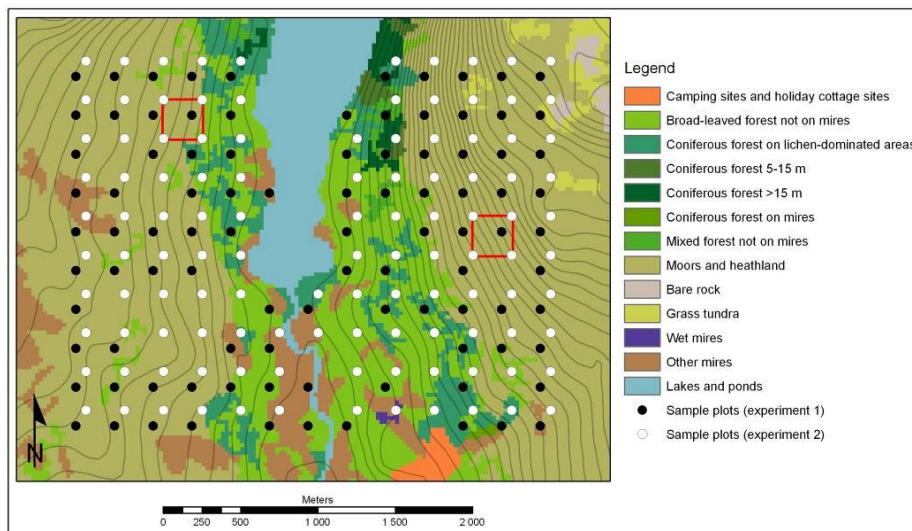 Legend
Camping sites and holiday cottage sites
Broad-leaved forest not on mires
Coniferous forest on lichen-dominated areas
Coniferous forest 5-15 m
Coniferous forest >15 m
Coniferous forest on mires
Mixed forest not on mires
Moors and heathland
Bare rock
Grass tundra
Wet mires
Other mires
Lakes and ponds
Sample plots (experiment 1)
Sample plots (experiment 2)
N
Meters
0 250 500 1 000 1 500 2 000